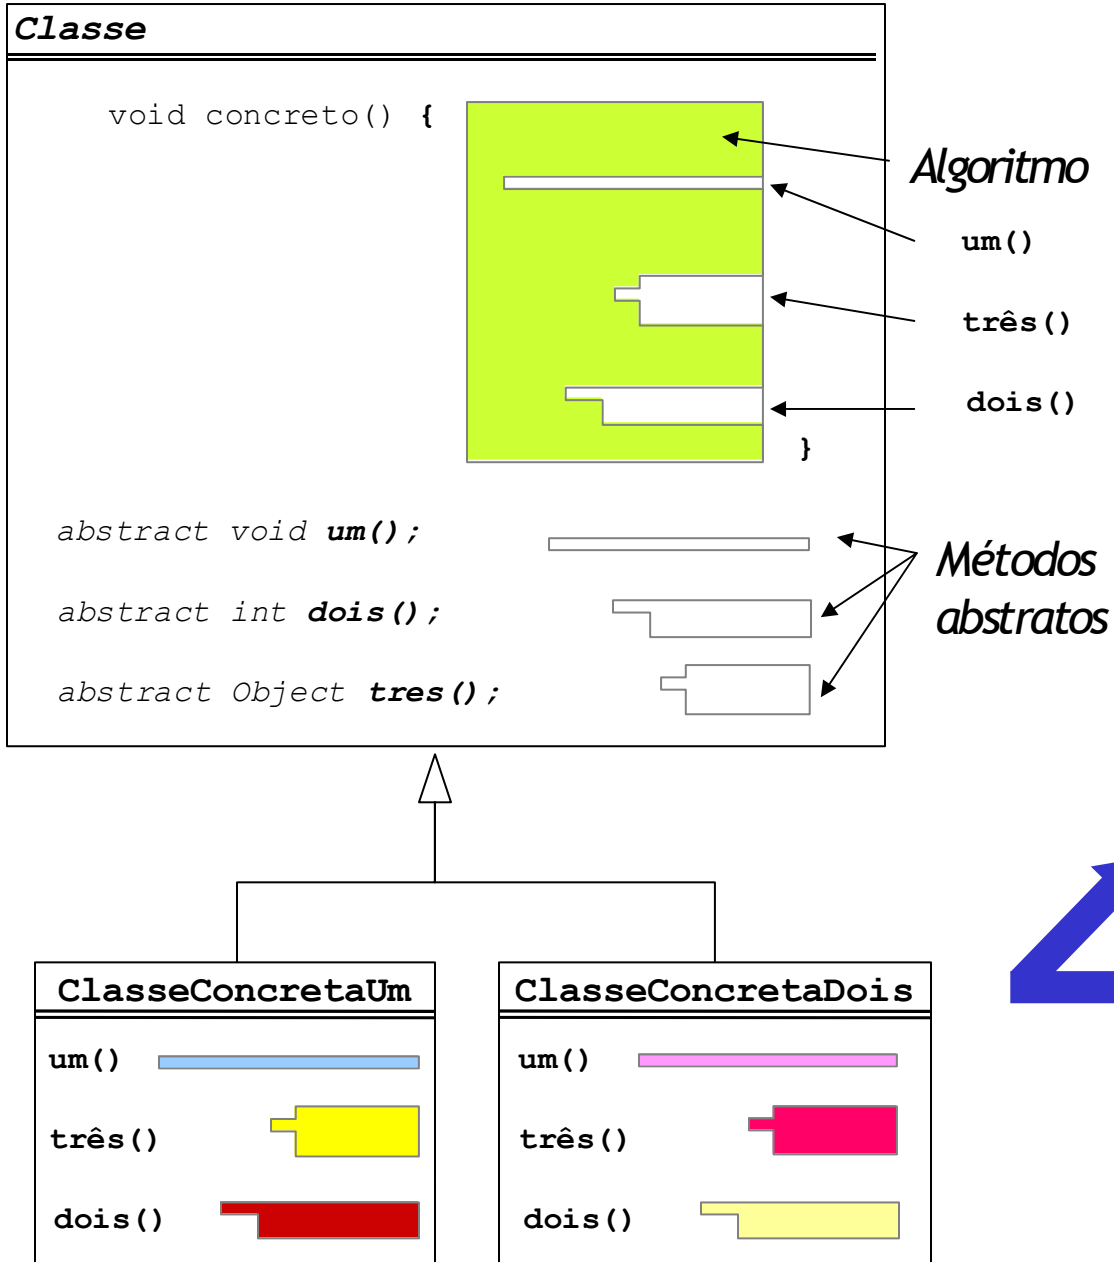 Classe
void concreto() {
Algoritmo
um()
três()
dois()
}
abstract void um();
abstract int dois();
abstract Object tres();
Métodos
abstratos
ClasseConcretaUm
um()
três()
dois()
ClasseConcretaDois
um()
três()
dois()